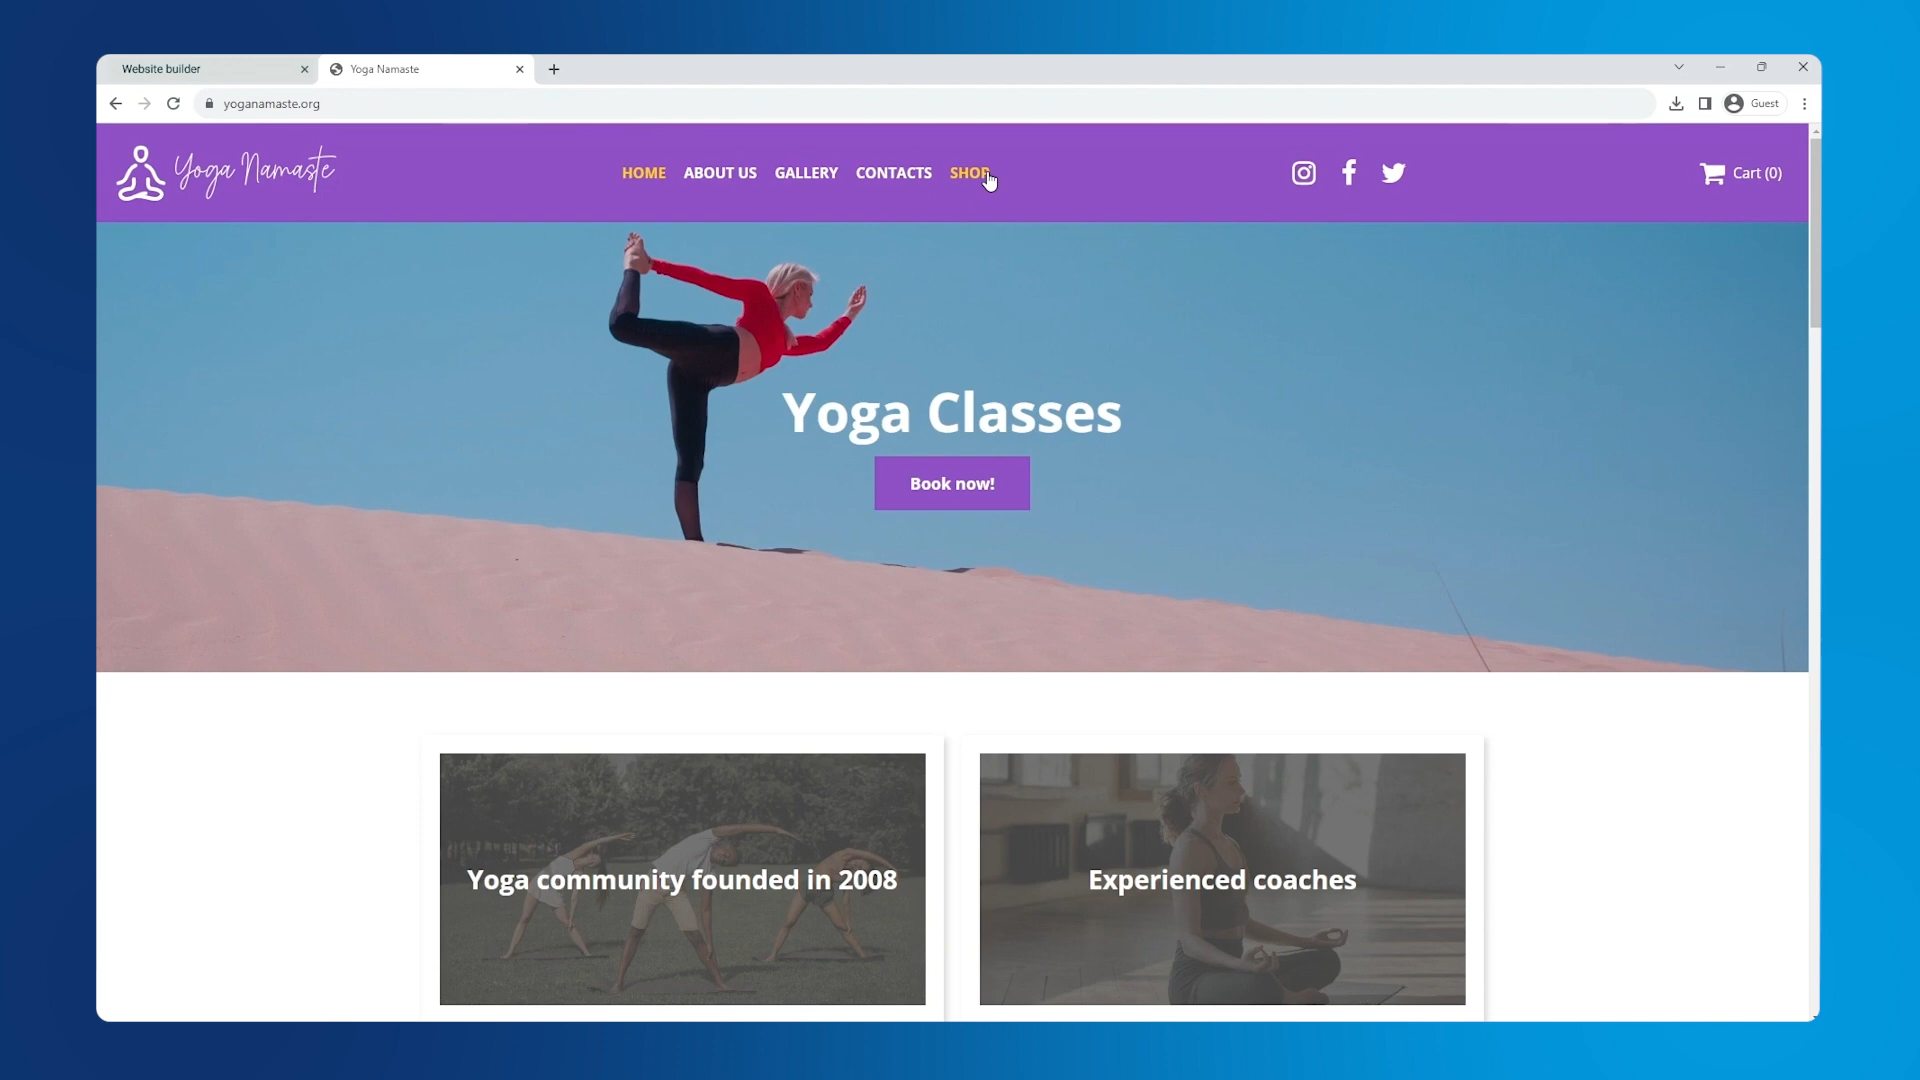 Website builder
Yoga Namaste
yoganamaste.org
Guest
Yoga Namaste
HOME ABOUT US GALLERY CONTACTS SHOP
Cart (0)
Yoga Classes
Book now!
Yoga community founded in 2008
Experienced coaches